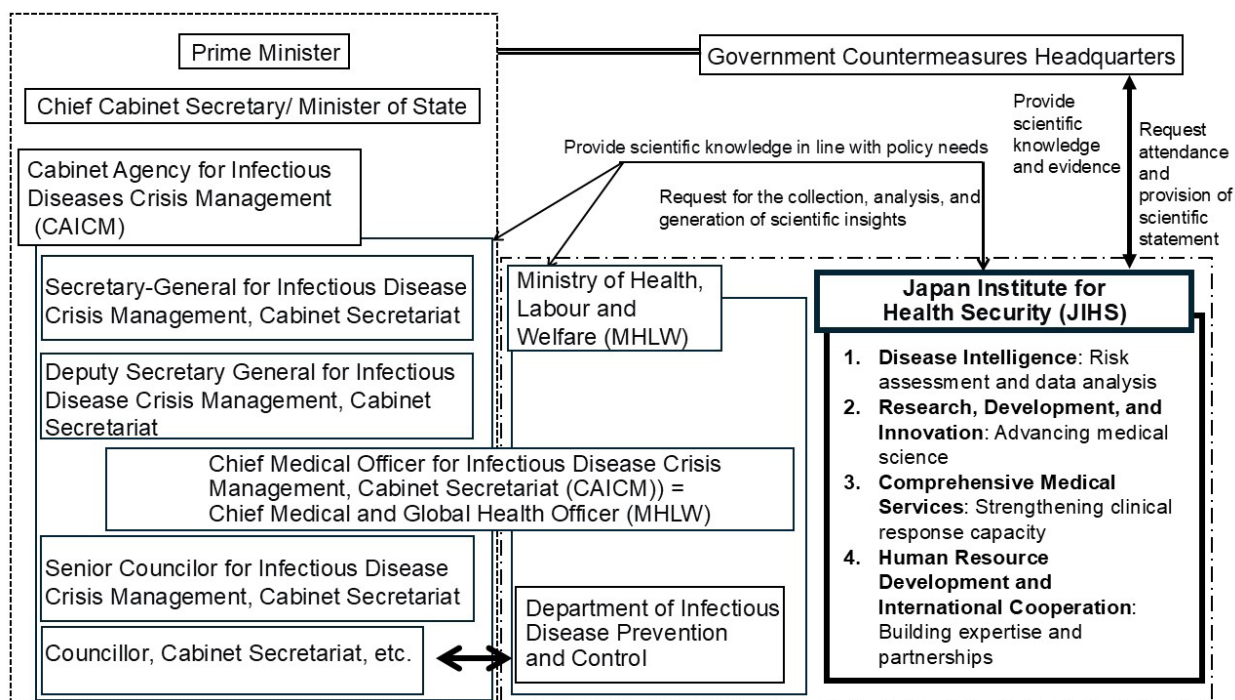 Prime Minister
Government Countermeasures Headquarters
Chief Cabinet Secretary/ Minister of State
Provide
scientific
knowledge
and evidence
Request
attendance
and
provision of
scientific
statement
Provide scientific knowledge in line with policy needs
Request for the collection, analysis, and
generation of scientific insights
Cabinet Agency for Infectious
Diseases Crisis Management
(CAICM)
Secretary-General for Infectious Disease
Crisis Management, Cabinet Secretariat
Deputy Secretary General for Infectious
Disease Crisis Management, Cabinet
Secretariat
Ministry of Health,
Labour and
Welfare (MHLW)
Chief Medical Officer for Infectious Disease Crisis
Management, Cabinet Secretariat (CAICM)) =
Chief Medical and Global Health Officer (MHLW)
Senior Councilor for Infectious Disease
Crisis Management, Cabinet Secretariat
Councillor, Cabinet Secretariat, etc.
Department of Infectious
Disease Prevention
and Control
Japan Institute for
Health Security (JIHS)
1. Disease Intelligence: Risk
assessment and data analysis
2. Research, Development, and
Innovation: Advancing medical
science
3. Comprehensive Medical
Services: Strengthening clinical
response capacity
4. Human Resource
Development and
International Cooperation:
Building expertise and
partnerships